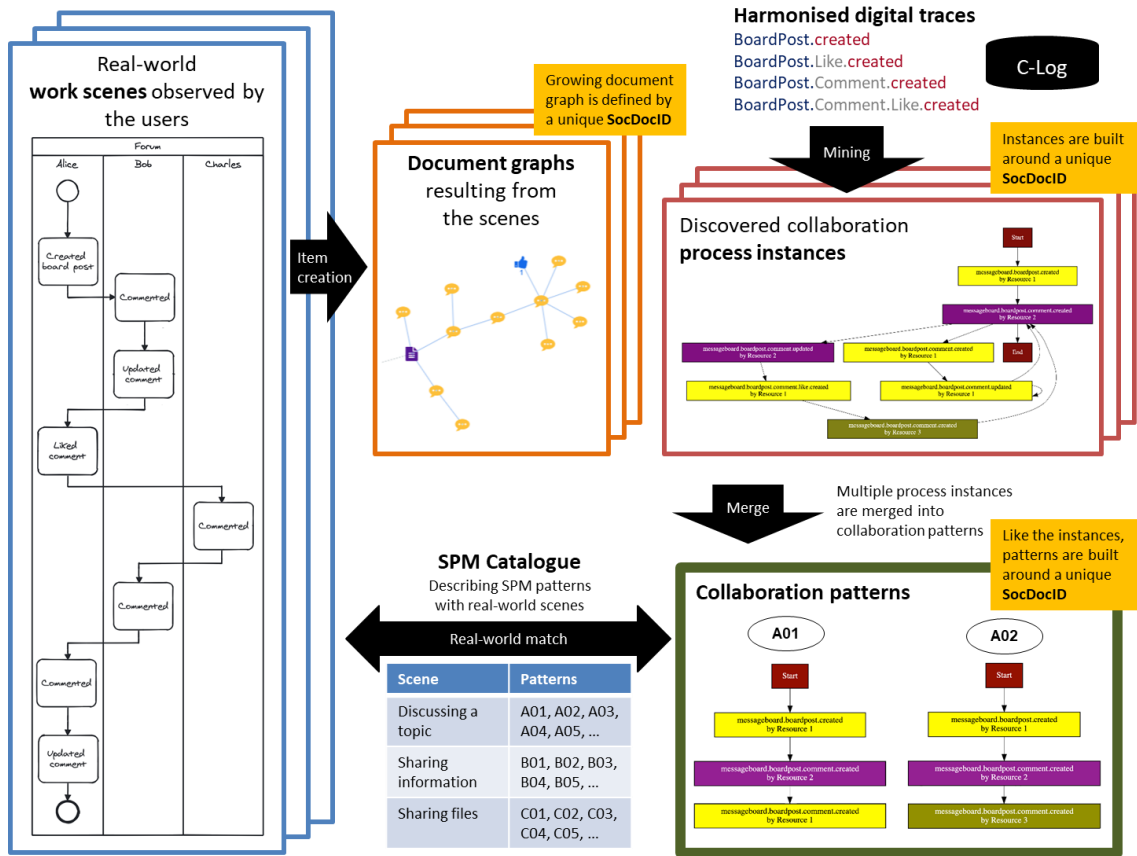 Real-world
work scenes observed by
the users
Forum
Alice
Bob
Charles
Created
board post
Commented
Updated
comment
Liked
comment
Commented
Commented
Commented
Updated
comment
Item
creation
Growing document
graph is defined by
a unique SocDocID
Document graphs
resulting from
the scenes
1
Harmonised digital traces
BoardPost.created
BoardPost.Like.created
BoardPost.Comment.created
BoardPost.Comment.Like.created
C-Log
Mining
Instances are built
around a unique
SocDocID
Discovered collaboration
process instances
Start
messageboard.boardpost.created
by Resource 1
messageboard.boardpost.comment.created
by Resource 2
messageboard.boardpost.comment.updated
by Resource 2
messageboard.boardpost.comment.created
by Resource 1
End
messageboard.boardpost.comment.like.created
by Resource 1
messageboard.boardpost.comment.updated
by Resource 1
messageboard.boardpost.comment.created
by Resource 3
Merge
Multiple process instances
are merged into
collaboration patterns
Like the instances,
patterns are built
around a unique
SocDocID
SPM Catalogue
Describing SPM patterns
with real-world scenes
Real-world match
Scene
Patterns
Discussing a
topic
A01, A02, A03,
A04, A05, ...
Sharing
information
B01, B02, B03,
B04, B05, ...
Sharing files
C01, C02, C03,
C04, C05, ...
Collaboration patterns
A01
Start
messageboard.boardpost.created
by Resource 1
messageboard.boardpost.comment.created
by Resource 2
messageboard.boardpost.comment.created
by Resource 1
A02
Start
messageboard.boardpost.created
by Resource 1
messageboard.boardpost.comment.created
by Resource 2
messageboard.boardpost.comment.created
by Resource 3